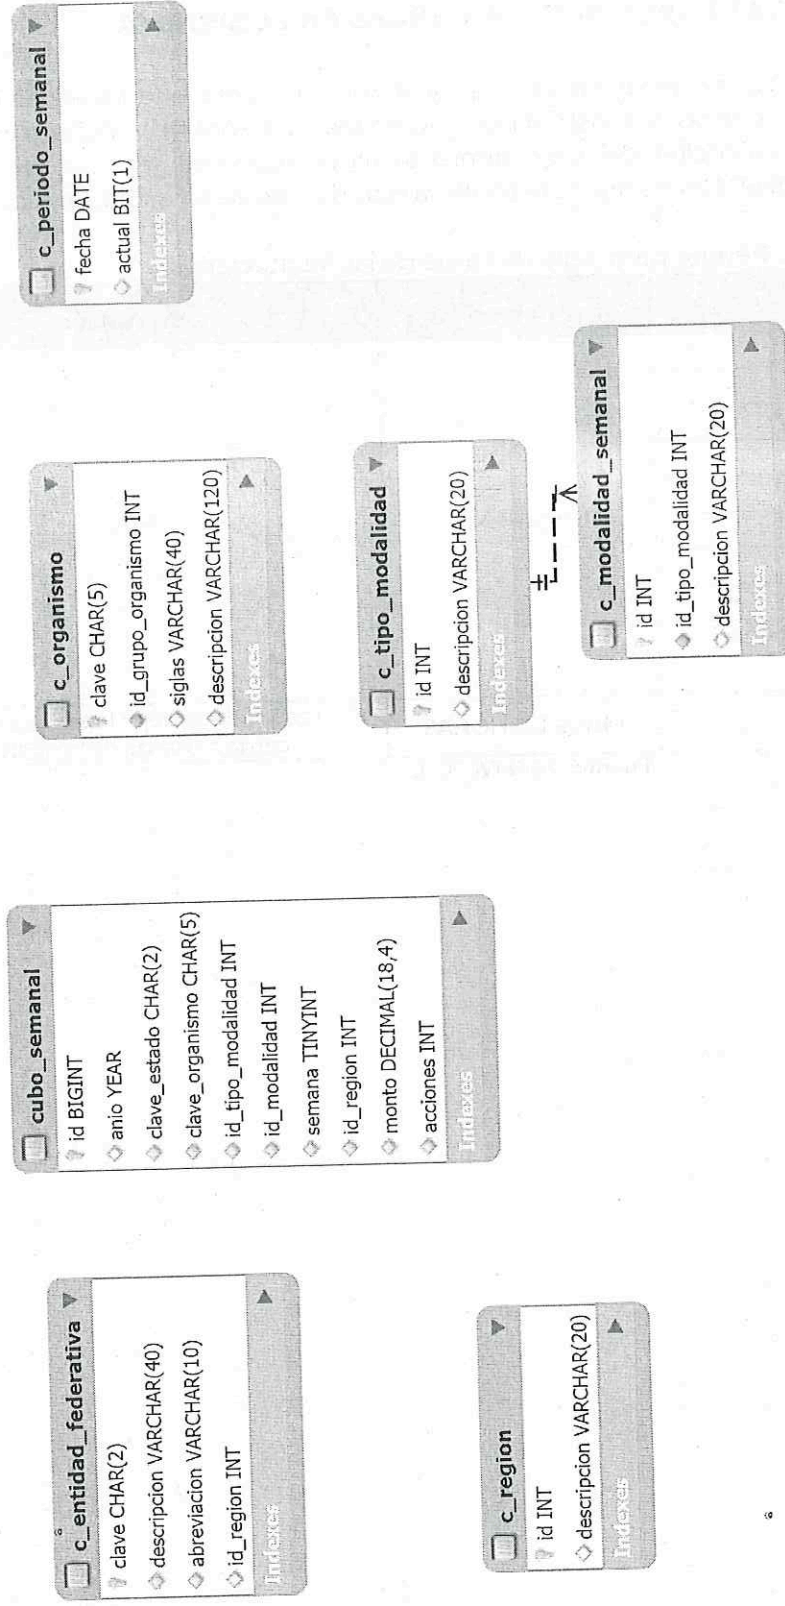 c_entidad_federativa
clave CHAR(2)
descripcion VARCHAR(40)
abreviacion VARCHAR(10)
id_region INT
Indexes
cubo_semanal
id BIGINT
anio YEAR
clave_estado CHAR(2)
clave_organismo CHAR(5)
id_tipo_modalidad INT
id_modalidad INT
semana TINYINT
id_region INT
monto DECIMAL(18,4)
acciones INT
Indexes
c_organismo
clave CHAR(5)
id_grupo_organismo INT
siglas VARCHAR(40)
descripcion VARCHAR(120)
Indexes
c_periodo_semanal
fecha DATE
actual BIT(1)
Indexes
c_region
id INT
descripcion VARCHAR(20)
Indexes
c_tipo_modalidad
id INT
descripcion VARCHAR(20)
Indexes
c_modalidad_semanal
id INT
id_tipo_modalidad INT
descripcion VARCHAR(20)
Indexes